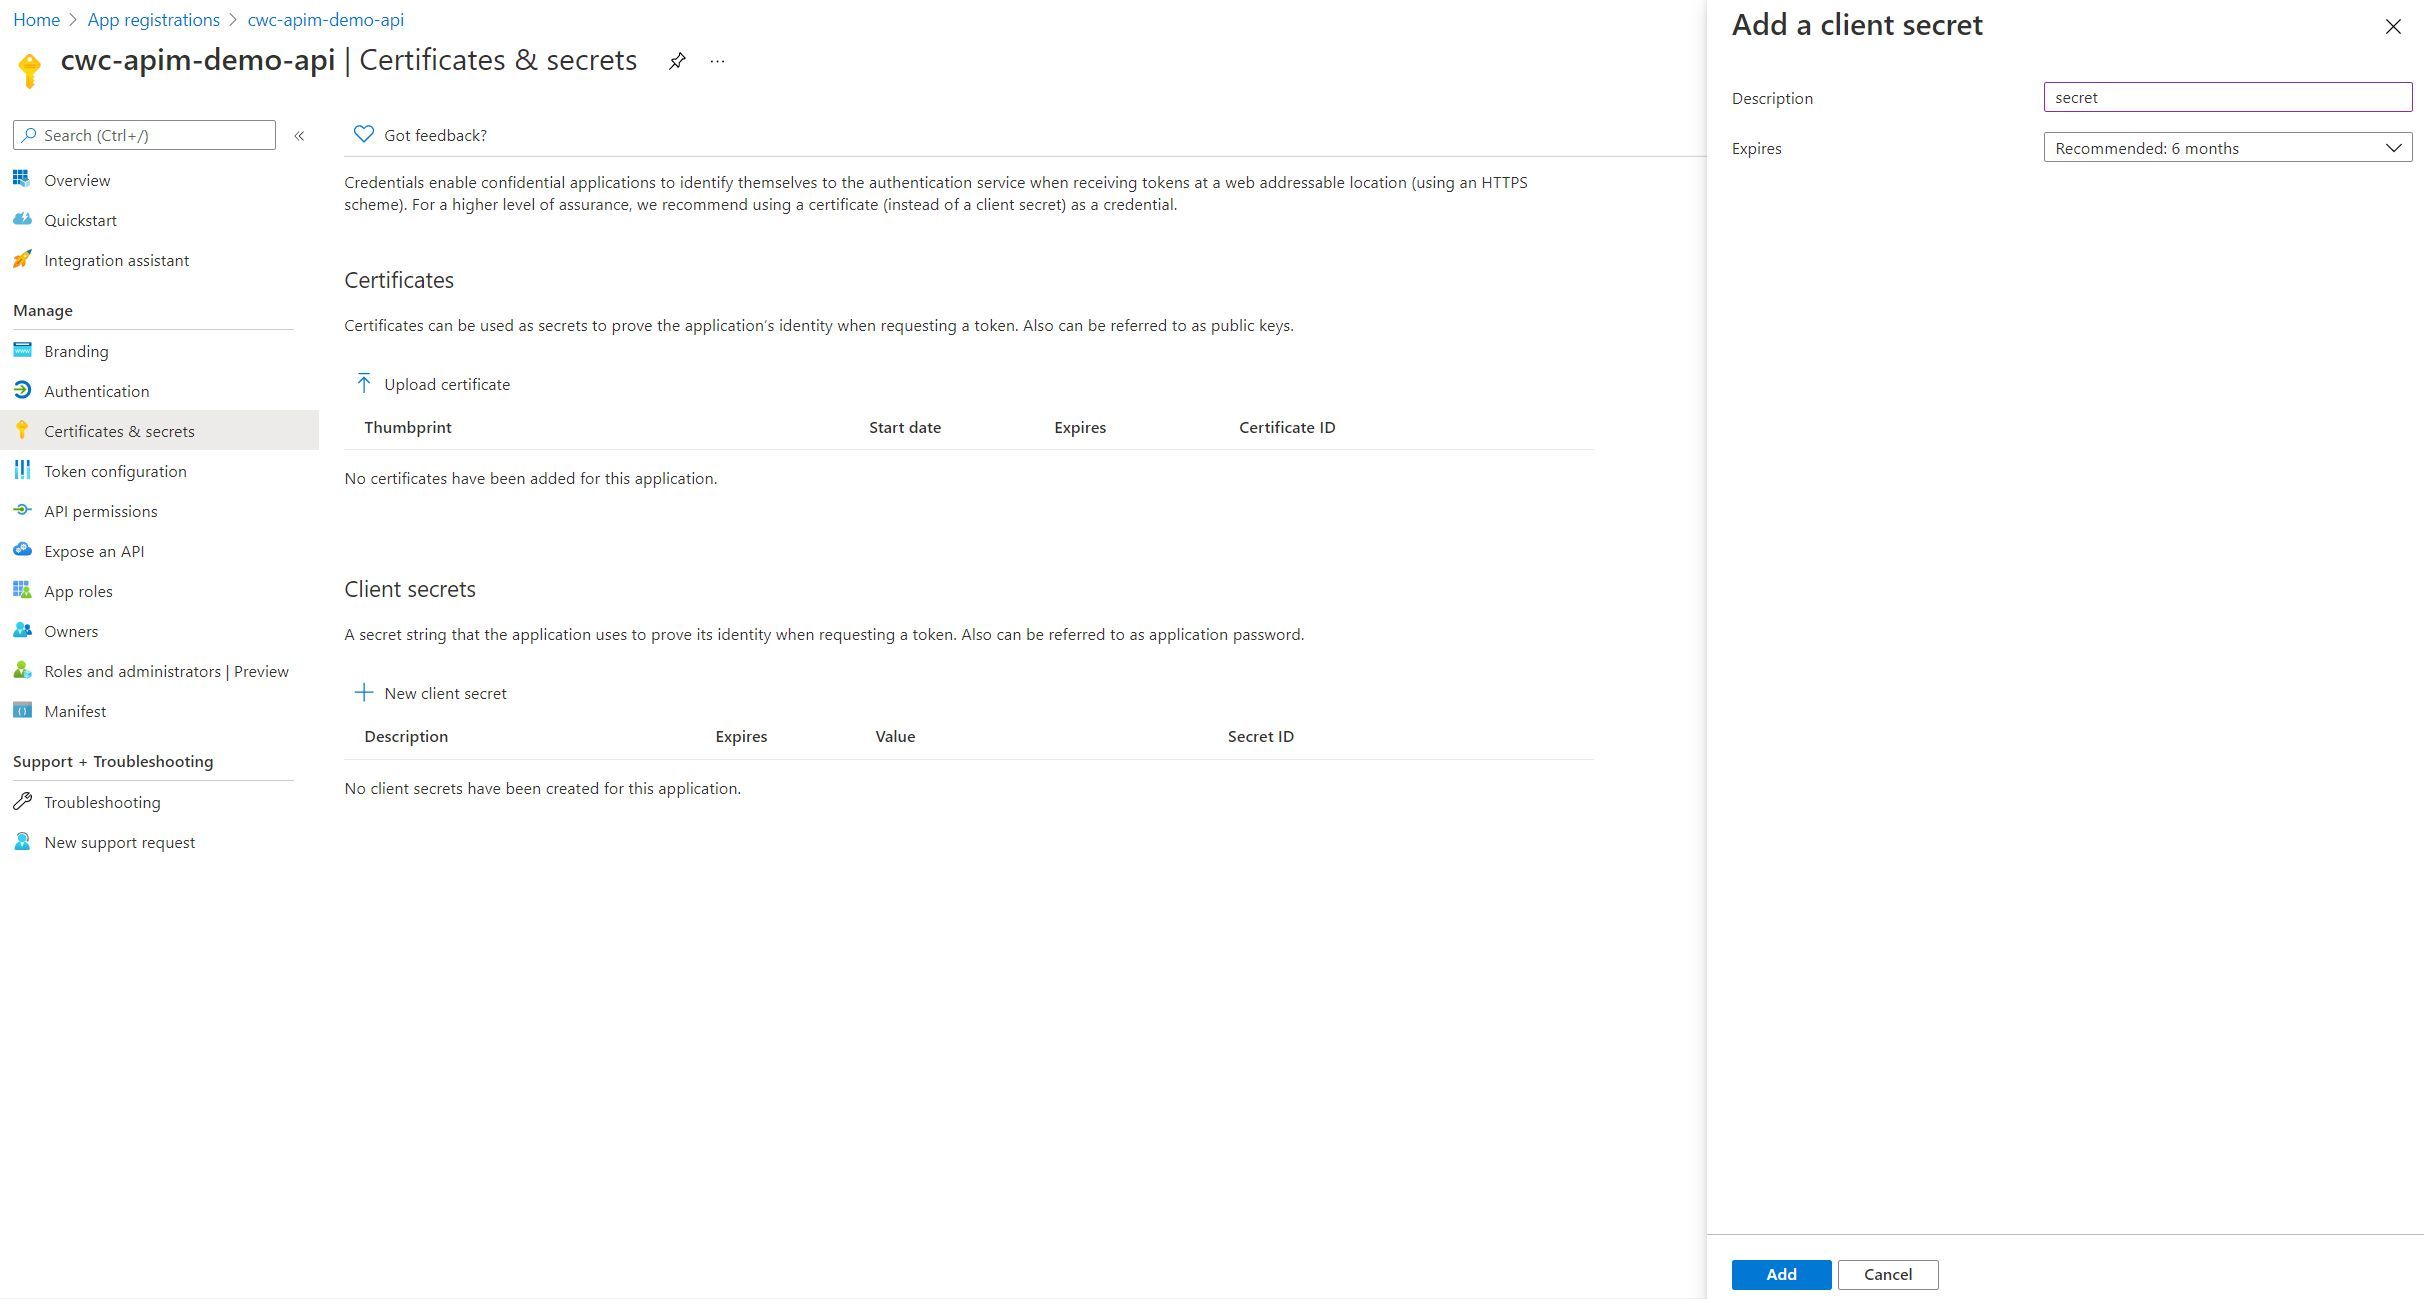 Home > App registrations > cwc-apim-demo-api
cwc-apim-demo-api | Certificates & secrets ...
Search (Ctrl+/) «
Overview
Quickstart
Integration assistant
Manage
Branding
Authentication
Certificates & secrets
Token configuration
API permissions
Expose an API
App roles
Owners
Roles and administrators | Preview
Manifest
Support + Troubleshooting
Troubleshooting
New support request
Got feedback?
Credentials enable confidential applications to identify themselves to the authentication service when receiving tokens at a web addressable location (using an HTTPS
scheme). For a higher level of assurance, we recommend using a certificate (instead of a client secret) as a credential.
Certificates
Certificates can be used as secrets to prove the application's identity when requesting a token. Also can be referred to as public keys.
Upload certificate
Thumbprint Start date Expires Certificate ID
No certificates have been added for this application.
Client secrets
A secret string that the application uses to prove its identity when requesting a token. Also can be referred to as application password.
New client secret
Description Expires Value Secret ID
No client secrets have been created for this application.
Add a client secret
Description secret
Expires Recommended: 6 months
Add Cancel